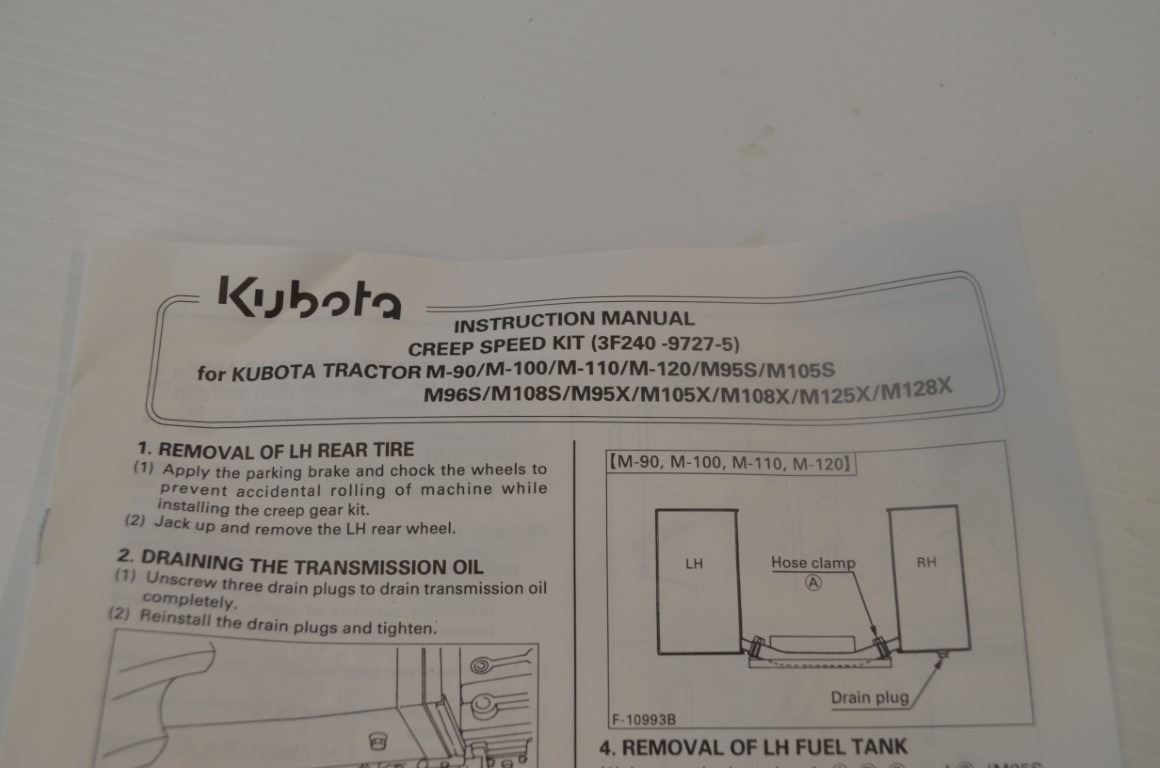 Kubota
INSTRUCTION MANUAL
CREEP SPEED KIT (3F240 -9727-5)
for KUBOTA TRACTOR M-90/M-100/M-110/M-120/M95S/M105S
M96S/M108S/M95X/M105X/M108X/M125X/M128X
1. REMOVAL OF LH REAR TIRE
(1) Apply the parking brake and chock the wheels to
prevent accidental rolling of machine while
installing the creep gear kit.
(2) Jack up and remove the LH rear wheel.
2. DRAINING THE TRANSMISSION OIL
(1) Unscrew three drain plugs to drain transmission oil
completely.
(2) Reinstall the drain plugs and tighten.
[M-90, M-100, M-110, M-120]
LH
Hose clamp
Ⓐ
RH
Drain plug
F-10993B
4. REMOVAL OF LH FUEL TANK